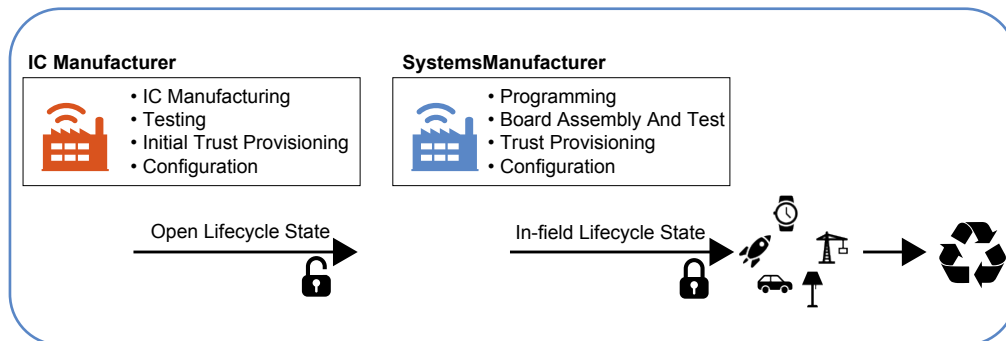 IC Manufacturer
• IC Manufacturing
• Testing
• Initial Trust Provisioning
• Configuration
SystemsManufacturer
• Programming
• Board Assembly And Test
• Trust Provisioning
• Configuration
Open Lifecycle State
In-field Lifecycle State